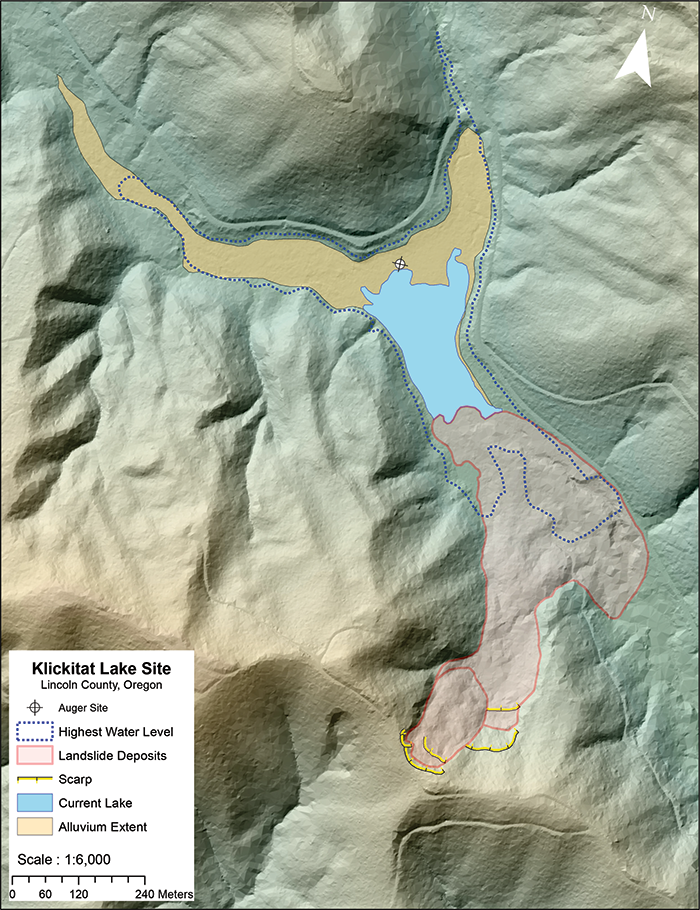 N
Klickitat Lake Site
Lincoln County, Oregon
Auger Site
Highest Water Level
Landslide Deposits
Scarp
Current Lake
Alluvium Extent
Scale : 1:6,000
0 60 120 240 Meters